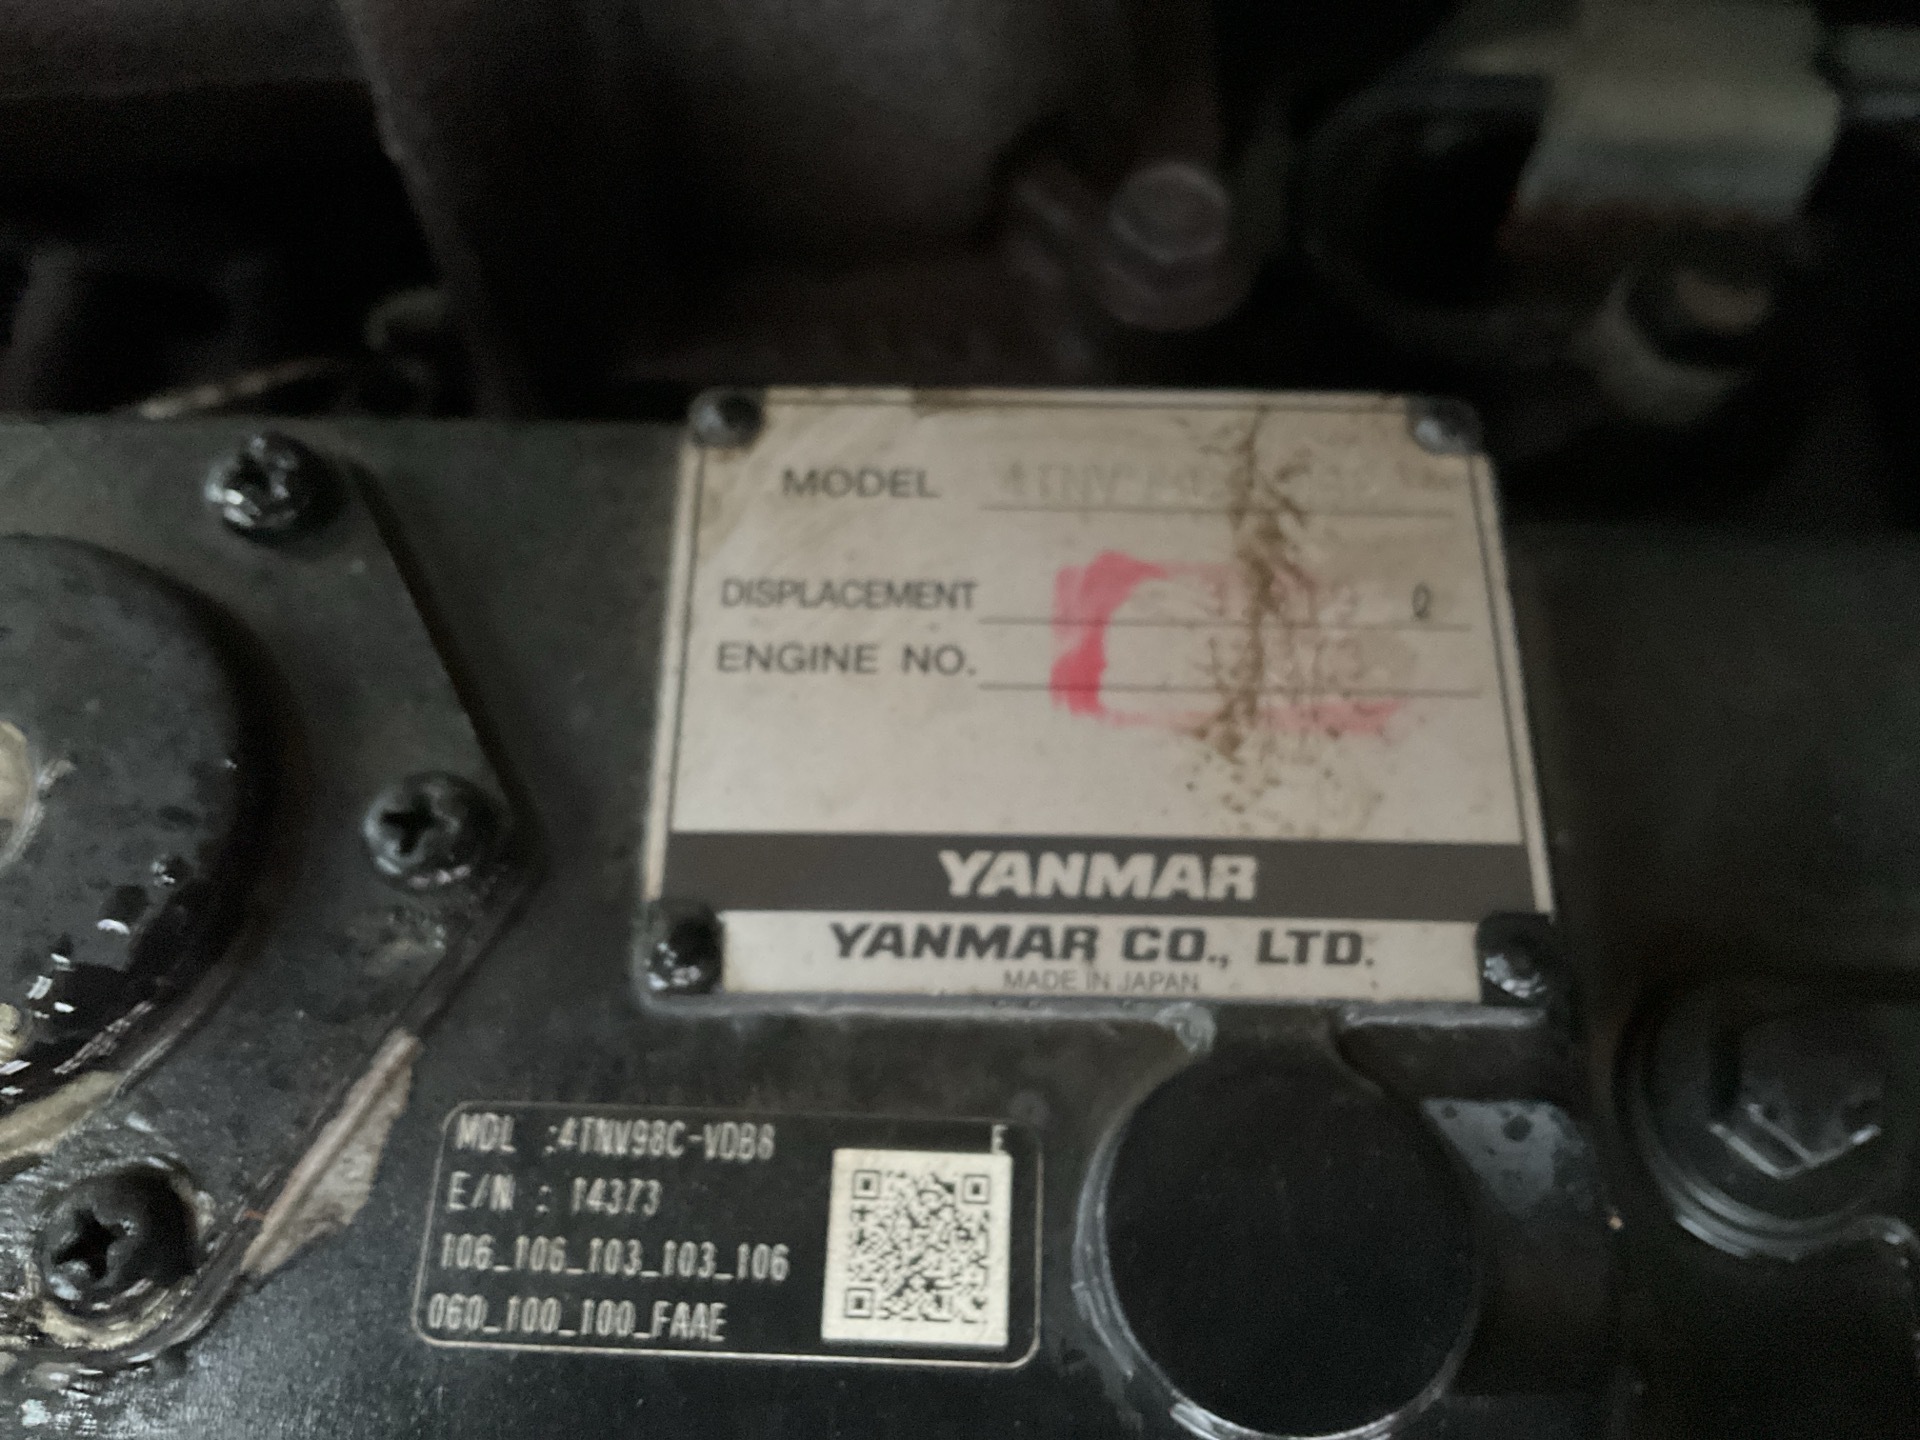 MODEL
DISPLACEMENT ℓ
ENGINE NO.
YANMAR
YANMAR CO., LTD.
MADE IN JAPAN
MDL :4TNV98C-VDB8 E
E/N : 14373
106_106_103_103_106
060_100_100_FAAE